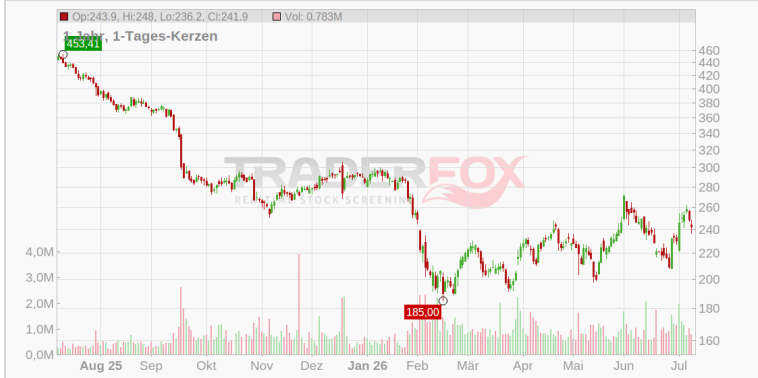 Op:243.9, Hi:248, Lo:236.2, Cl:241.9 Vol: 0.783M
1 Jahr, 1-Tages-Kerzen
453,41
460
440
420
400
380
360
340
320
300
280
260
240
220
200
180
160
TRADERFOX
REALTIME STOCK SCREENING
4,0M
3,0M
2,0M
1,0M
0,0M
185,00
Aug 25 Sep Okt Nov Dez Jan 26 Feb Mär Apr Mai Jun Jul